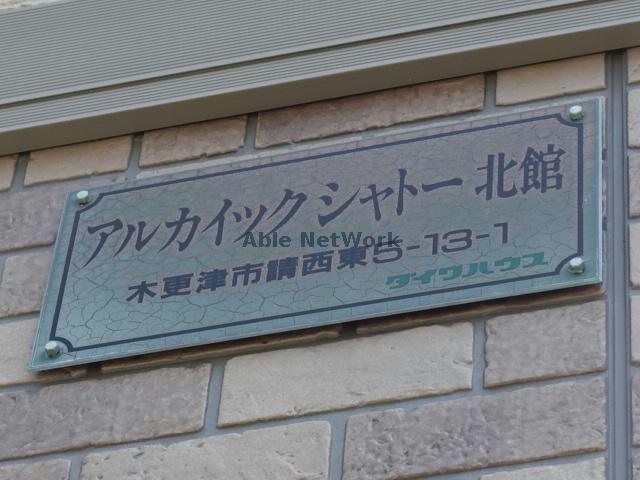 アルカイックシャトー北館
Able NetWork
木更津市請西東5-13-1
ダイワハウス